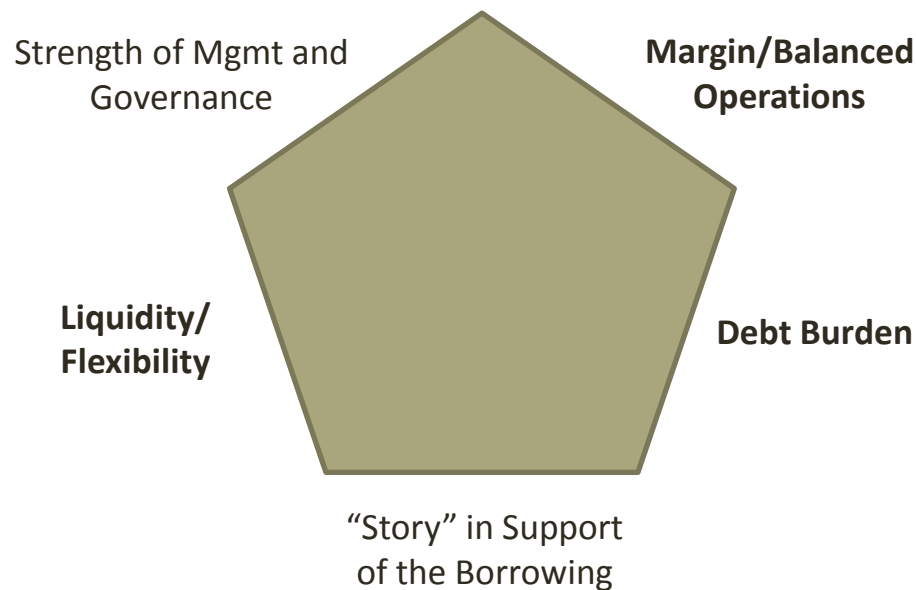 Strength of Mgmt and
Governance
Margin/Balanced
Operations
Liquidity/
Flexibility
Debt Burden
“Story” in Support
of the Borrowing